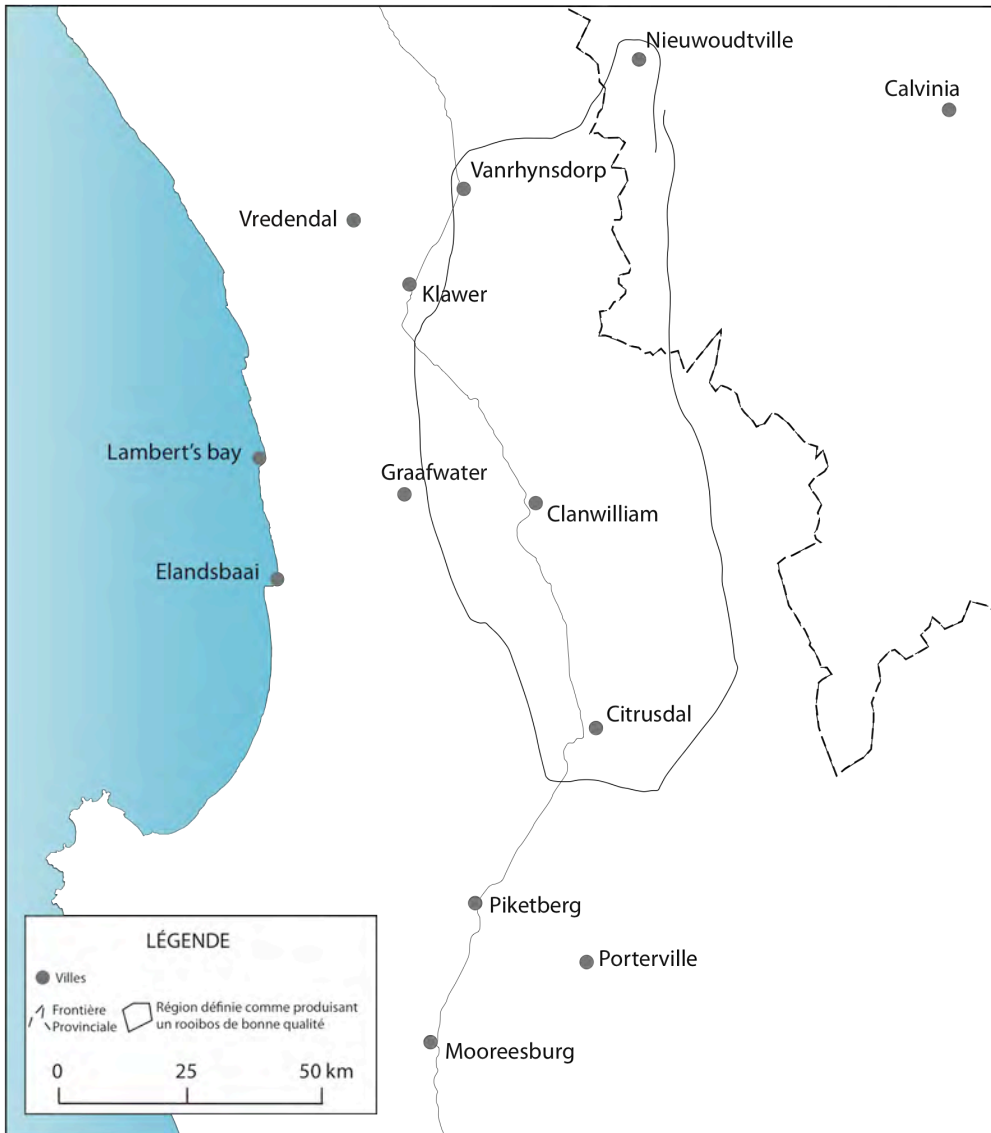 Nieuwoudtville
Calvinia
Vanrhynsdorp
Vredendal
Klawer
Lambert's bay
Graafwater
Clanwilliam
Elandsbaai
Citrusdal
Piketberg
Porterville
Mooreesburg
LÉGENDE
Villes
Frontière
Provinciale
Région définie comme produisant
un rooibos de bonne qualité
0 25 50 km